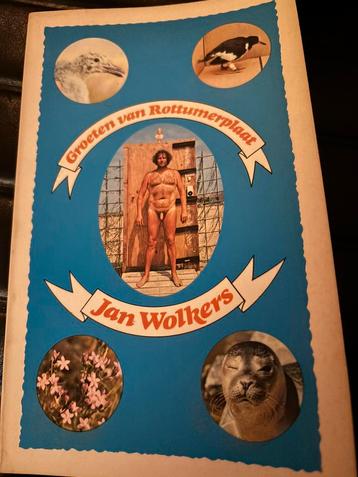 Groeten van Rottumerplaat
Jan Wolkers